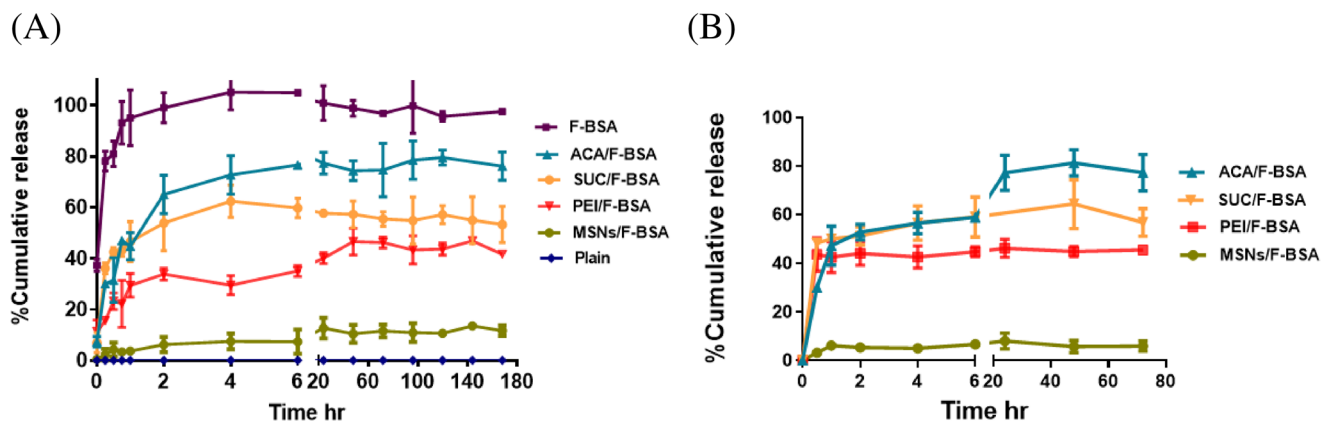 (A)
%Cumulative release
100
80
60
40
20
0
0 2 4 6 20 60 100 140 180
Time hr
F-BSA
ACA/F-BSA
SUC/F-BSA
PEI/F-BSA
MSNs/F-BSA
Plain
(B)
%Cumulative release
100
80
60
40
20
0
0 2 4 6 20 40 60 80
Time hr
ACA/F-BSA
SUC/F-BSA
PEI/F-BSA
MSNs/F-BSA